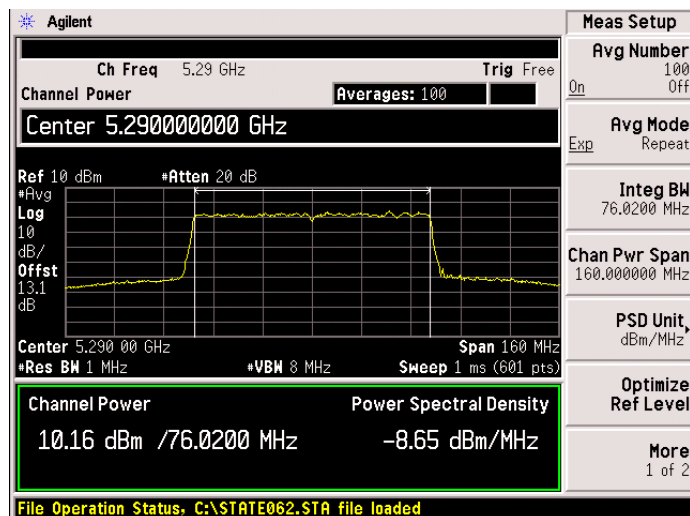 Agilent
Ch Freq 5.29 GHz Trig Free
Channel Power Averages: 100
Center 5.290000000 GHz
Ref 10 dBm #Atten 20 dB
#Avg
Log
10
dB/
Offst
13.1
dB
Center 5.290 00 GHz Span 160 MHz
#Res BW 1 MHz #VBW 8 MHz Sweep 1 ms (601 pts)
Channel Power Power Spectral Density
10.16 dBm /76.0200 MHz -8.65 dBm/MHz
File Operation Status, C:\STATE062.STA file loaded
Meas Setup
Avg Number
100
On Off
Avg Mode
Exp Repeat
Integ BW
76.0200 MHz
Chan Pwr Span
160.000000 MHz
PSD Unit
dBm/MHz
Optimize
Ref Level
More
1 of 2